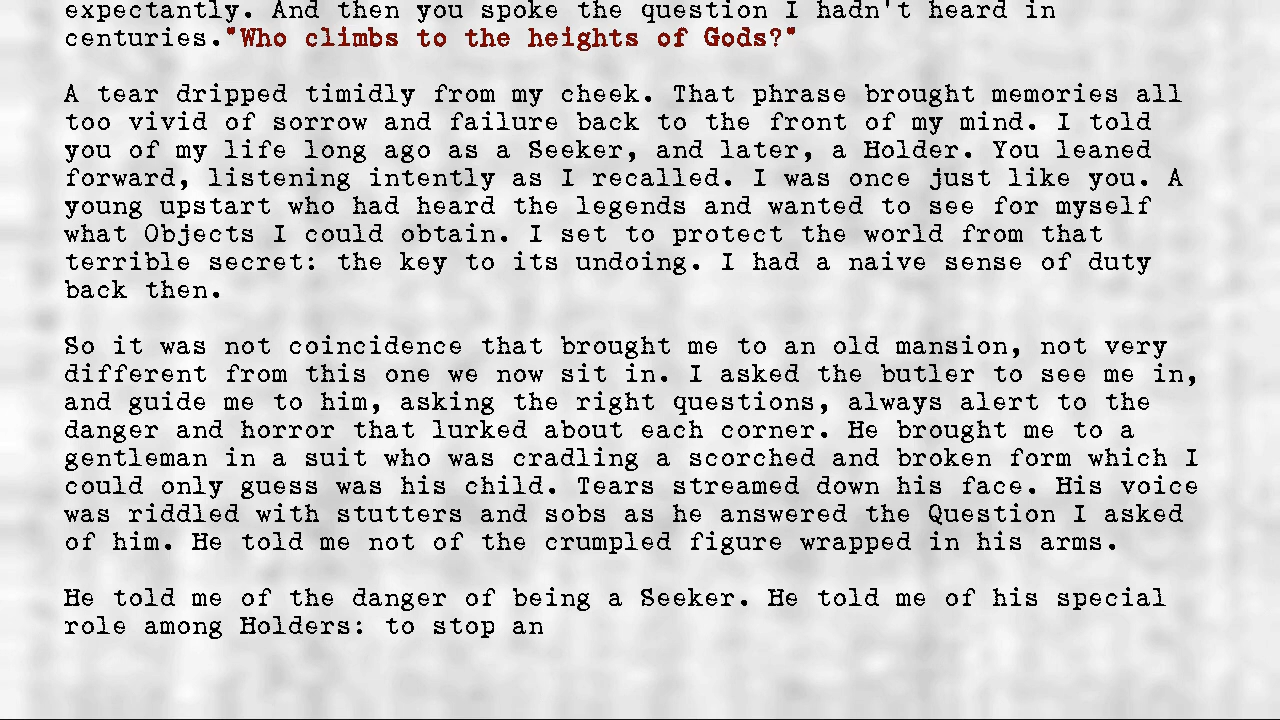 expectantly. And then you spoke the question I hadn't heard in
centuries."Who climbs to the heights of Gods?"
A tear dripped timidly from my cheek. That phrase brought memories all
too vivid of sorrow and failure back to the front of my mind. I told
you of my life long ago as a Seeker, and later, a Holder. You leaned
forward, listening intently as I recalled. I was once just like you. A
young upstart who had heard the legends and wanted to see for myself
what Objects I could obtain. I set to protect the world from that
terrible secret: the key to its undoing. I had a naive sense of duty
back then.
So it was not coincidence that brought me to an old mansion, not very
different from this one we now sit in. I asked the butler to see me in,
and guide me to him, asking the right questions, always alert to the
danger and horror that lurked about each corner. He brought me to a
gentleman in a suit who was cradling a scorched and broken form which I
could only guess was his child. Tears streamed down his face. His voice
was riddled with stutters and sobs as he answered the Question I asked
of him. He told me not of the crumpled figure wrapped in his arms.
He told me of the danger of being a Seeker. He told me of his special
role among Holders: to stop an